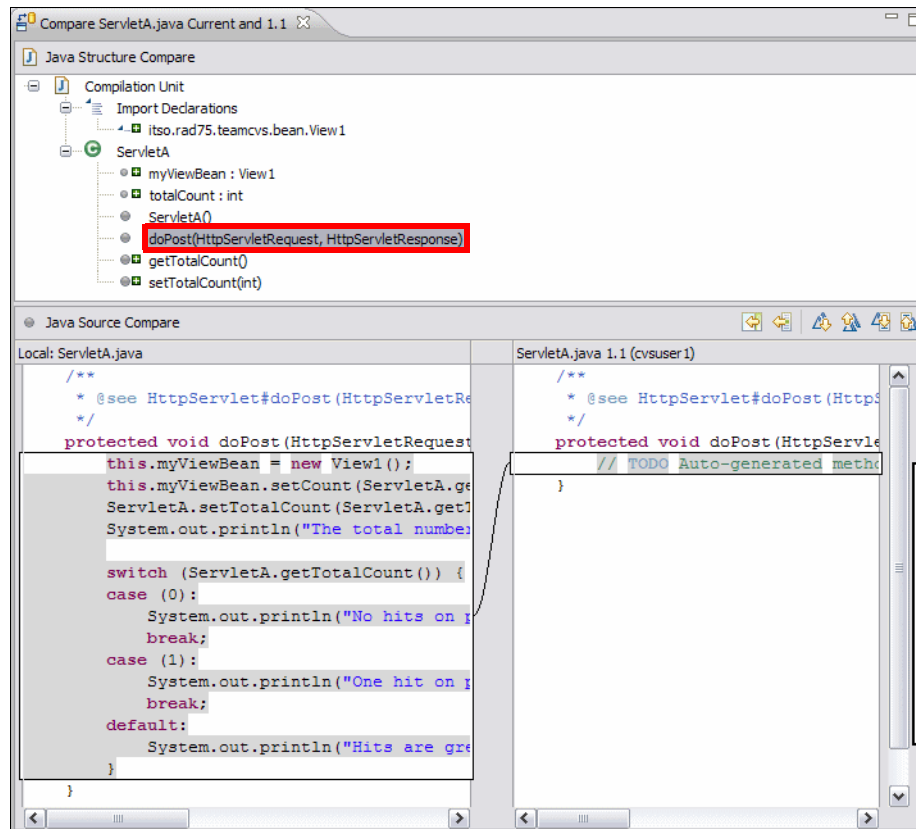 Compare ServletA.java Current and 1.1
Java Structure Compare
Compilation Unit
Import Declarations
itso.rad75.teamcvs.bean.View1
ServletA
myViewBean : View1
totalCount : int
ServletA()
doPost(HttpServletRequest, HttpServletResponse)
getTotalCount()
setTotalCount(int)
Java Source Compare
Local: ServletA.java
/**
* @see HttpServlet#doPost(HttpServletRe
*/
protected void doPost(HttpServletRequest
this.myViewBean = new View1();
this.myViewBean.setCount(ServletA.ge
ServletA.setTotalCount(ServletA.getT
System.out.println("The total number
switch (ServletA.getTotalCount()) {
case (0):
System.out.println("No hits on p
break;
case (1):
System.out.println("One hit on p
break;
default:
System.out.println("Hits are gre
}
}
ServletA.java 1.1 (cvsuser1)
/**
* @see HttpServlet#doPost(HttpS
*/
protected void doPost(HttpServle
// TODO Auto-generated metho
}